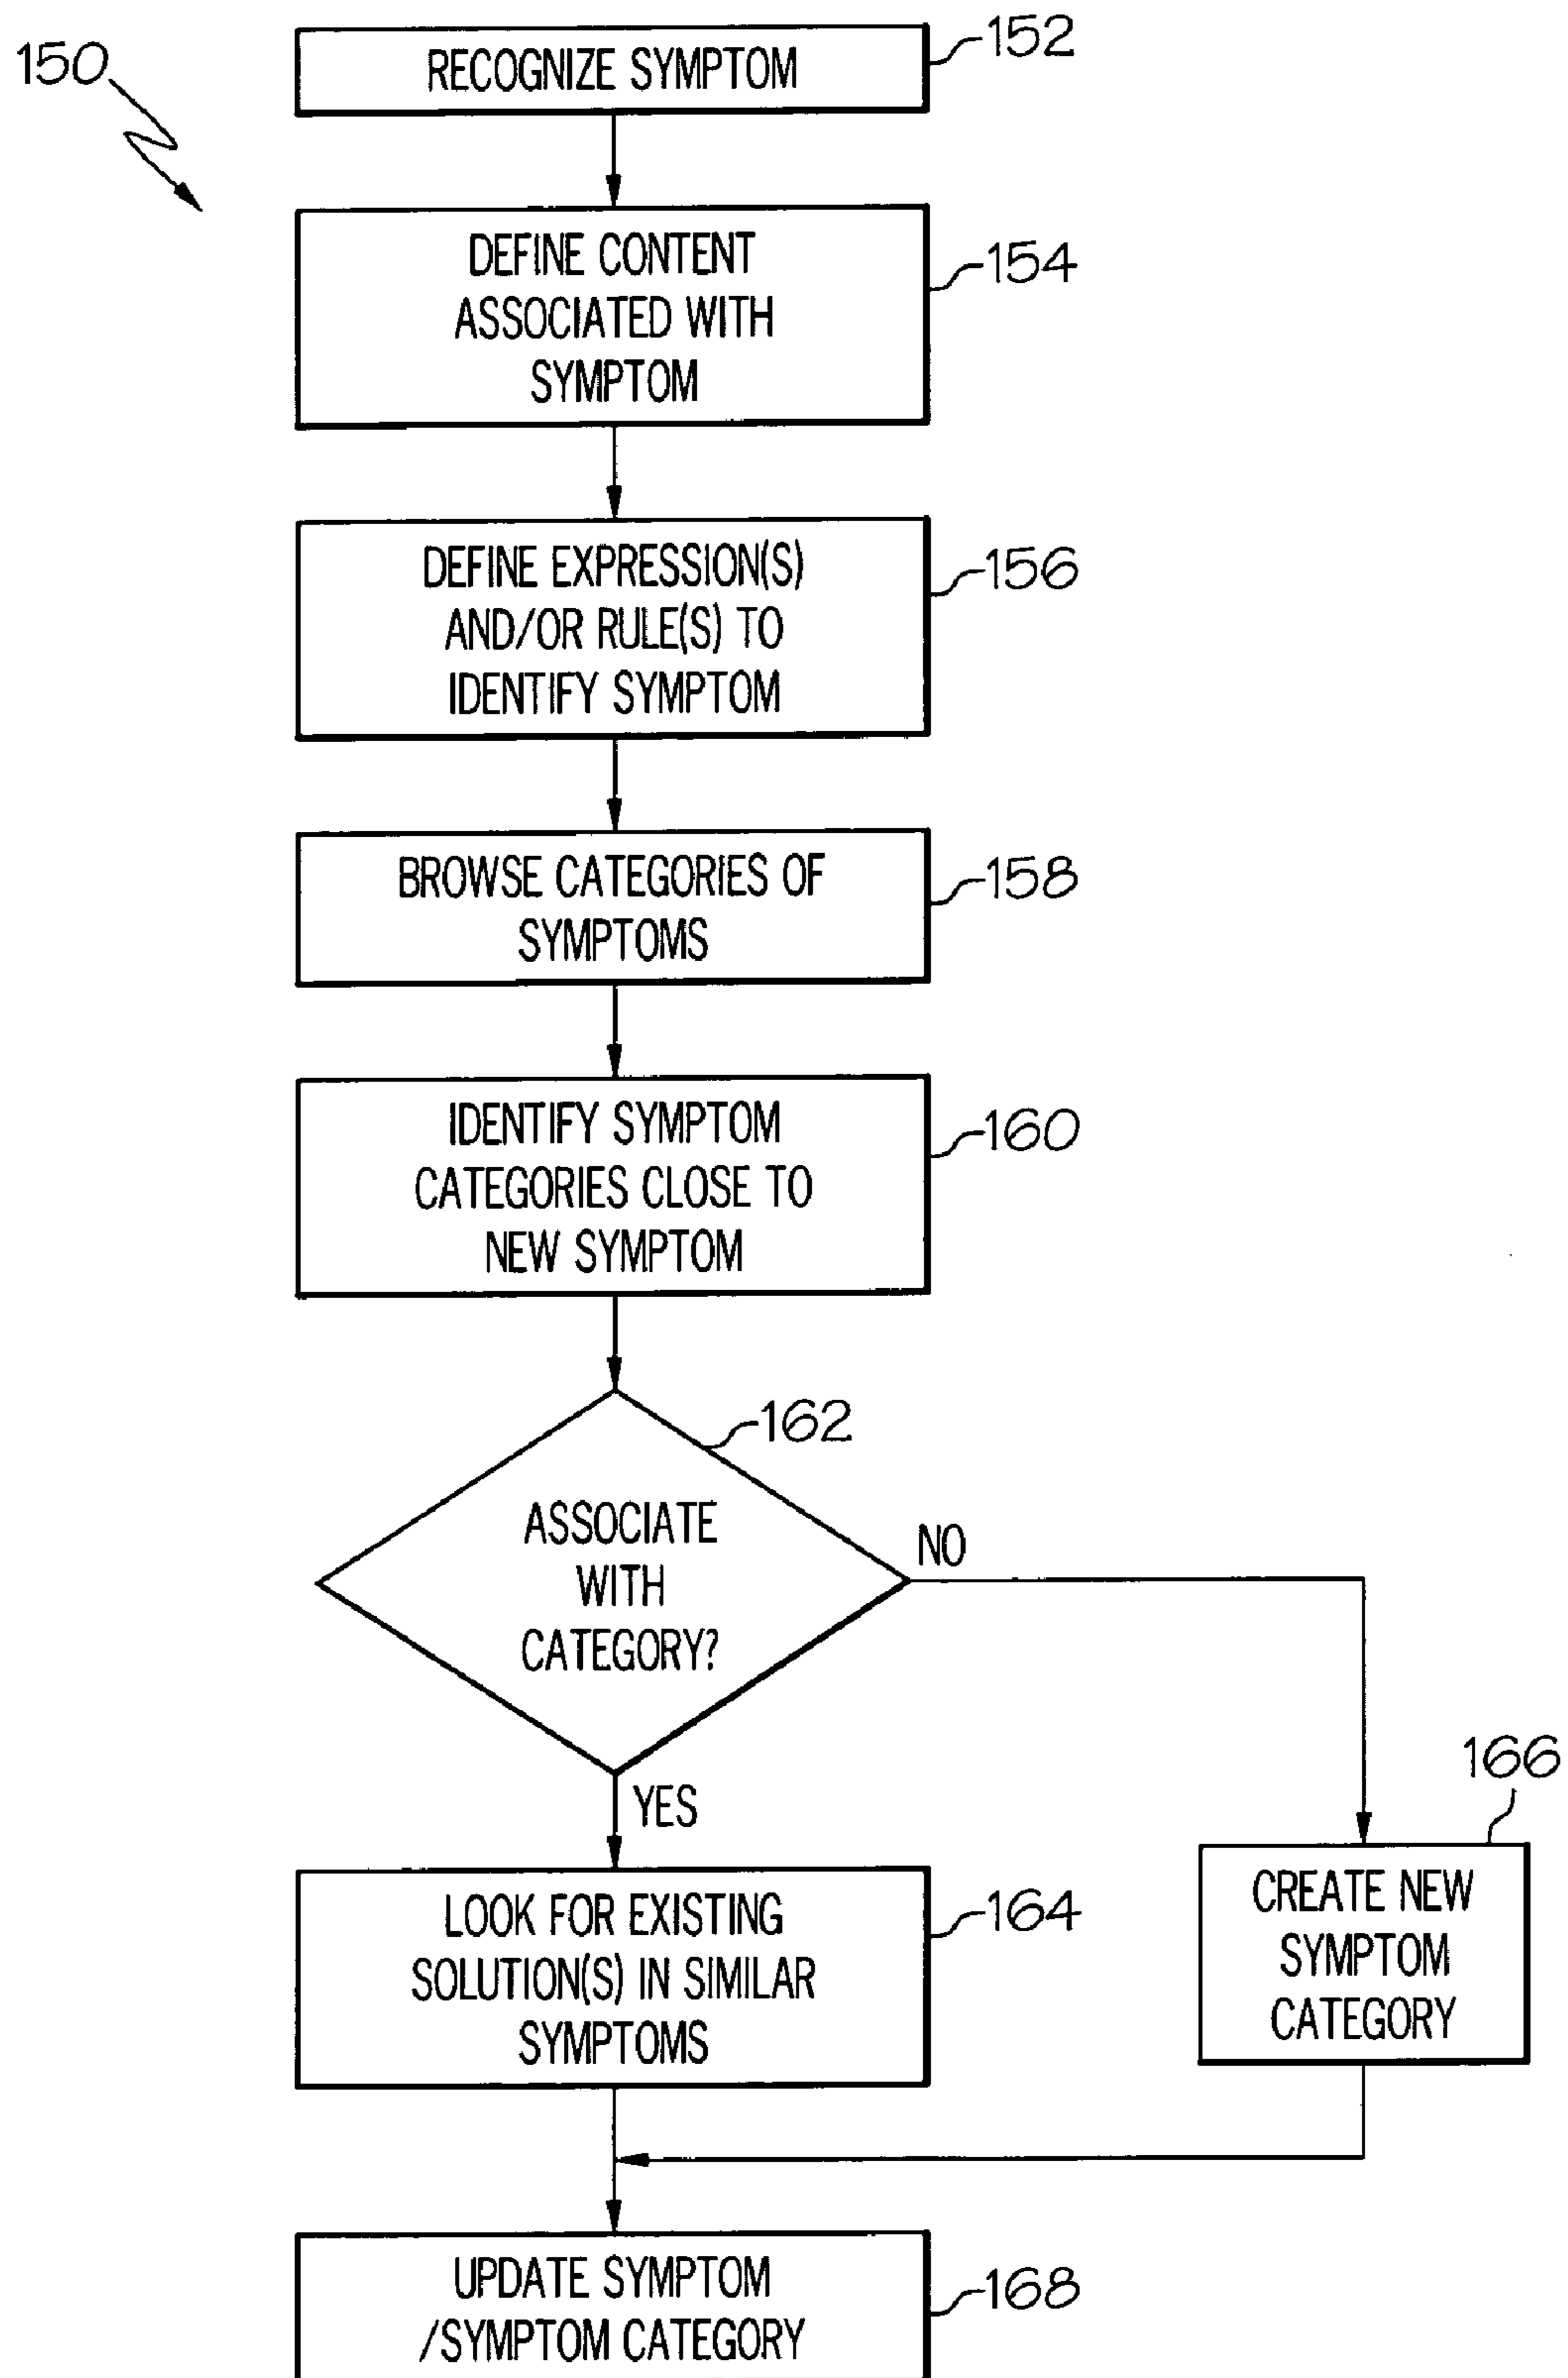 150
RECOGNIZE SYMPTOM
152
DEFINE CONTENT
ASSOCIATED WITH
SYMPTOM
154
DEFINE EXPRESSION(S)
AND/OR RULE(S) TO
IDENTIFY SYMPTOM
156
BROWSE CATEGORIES OF
SYMPTOMS
158
IDENTIFY SYMPTOM
CATEGORIES CLOSE TO
NEW SYMPTOM
160
162
ASSOCIATE
WITH
CATEGORY?
NO
YES
LOOK FOR EXISTING
SOLUTION(S) IN SIMILAR
SYMPTOMS
164
166
CREATE NEW
SYMPTOM
CATEGORY
UPDATE SYMPTOM
/SYMPTOM CATEGORY
168